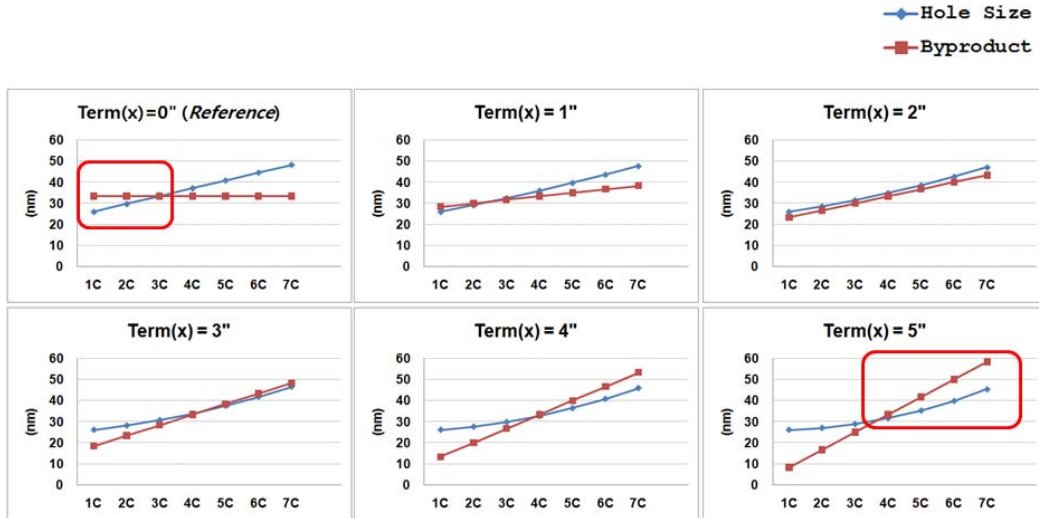 Hole Size
Byproduct
Term(x)=0" (Reference)
60
50
40
30
20
10
0
(nm)
1C 2C 3C 4C 5C 6C 7C
Term(x) = 1"
60
50
40
30
20
10
0
(nm)
1C 2C 3C 4C 5C 6C 7C
Term(x) = 2"
60
50
40
30
20
10
0
(nm)
1C 2C 3C 4C 5C 6C 7C
Term(x) = 3"
60
50
40
30
20
10
0
(nm)
1C 2C 3C 4C 5C 6C 7C
Term(x) = 4"
60
50
40
30
20
10
0
(nm)
1C 2C 3C 4C 5C 6C 7C
Term(x) = 5"
60
50
40
30
20
10
0
(nm)
1C 2C 3C 4C 5C 6C 7C